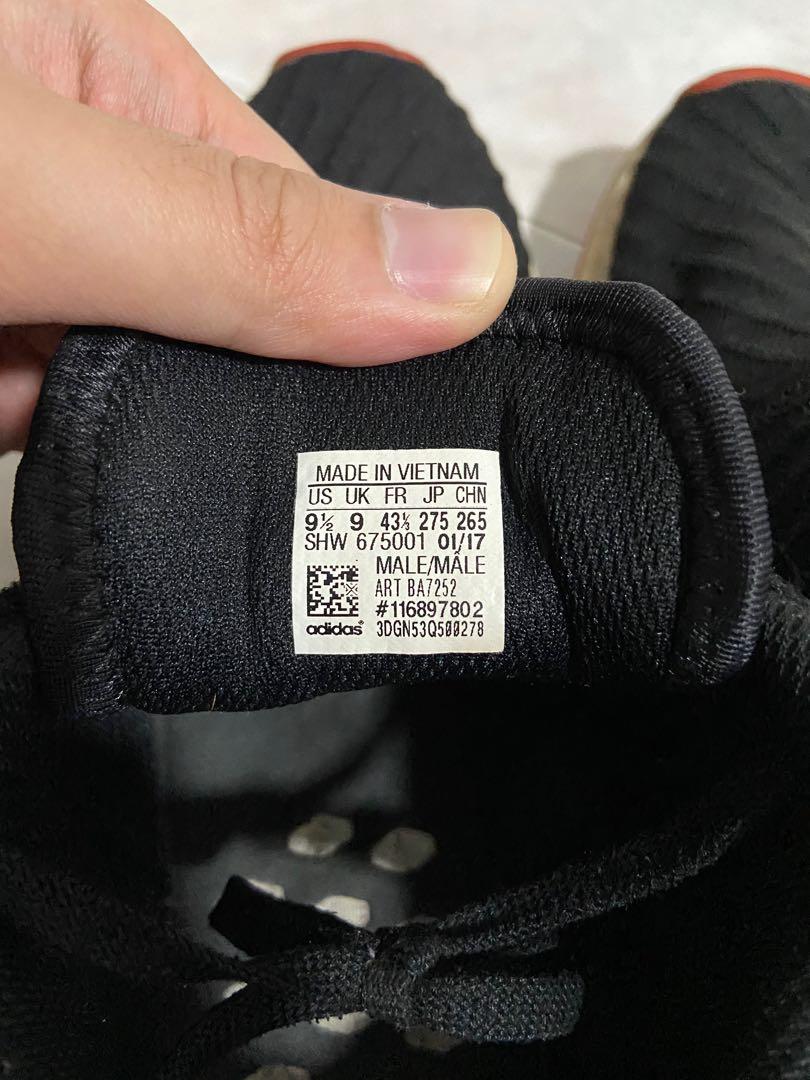 MADE IN VIETNAM
US UK FR JP CHN
9½ 9 43⅓ 275 265
SHW 675001 01/17
MALE/MÂLE
ART BA7252
#116897802
adidas® 3DGN53Q500278